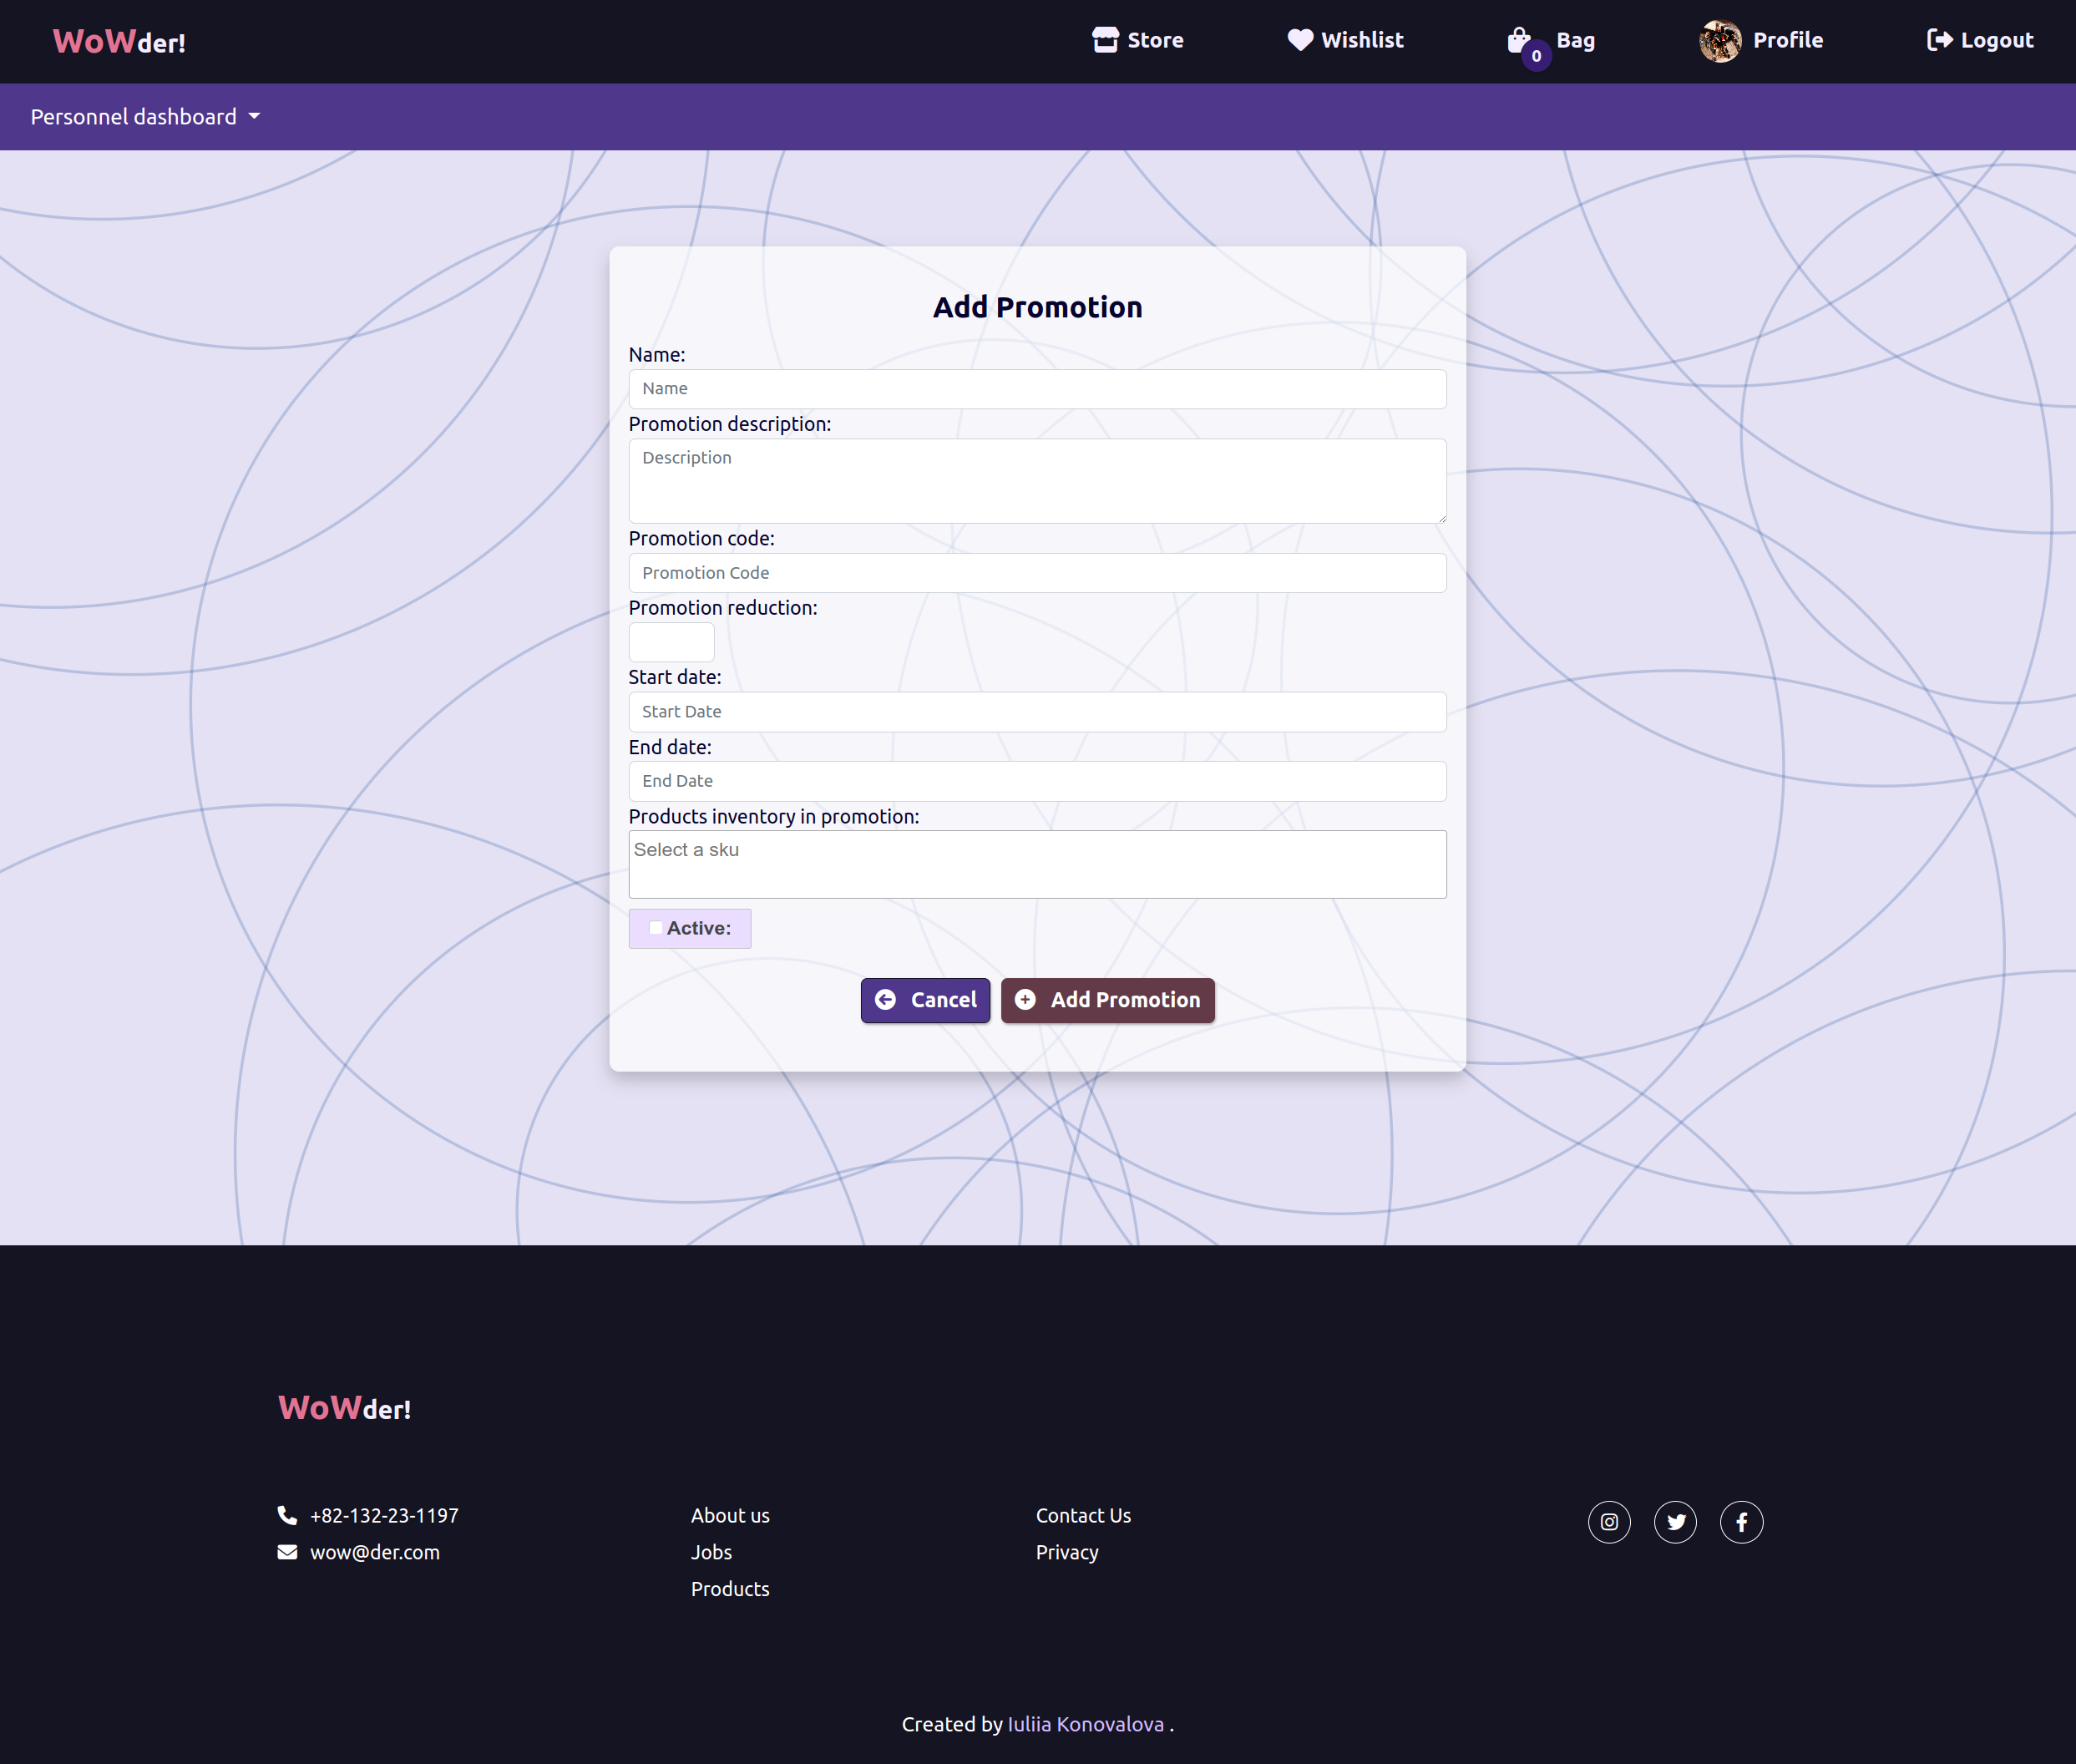 WoWder!
Store
Wishlist
0
Bag
Profile
Logout
Personnel dashboard
Add Promotion
Name:
Name
Promotion description:
Description
Promotion code:
Promotion Code
Promotion reduction:
Start date:
Start Date
End date:
End Date
Products inventory in promotion:
Select a sku
Active:
Cancel
Add Promotion
WoWder!
+82-132-23-1197
wow@der.com
About us
Jobs
Products
Contact Us
Privacy
Created by Iuliia Konovalova .